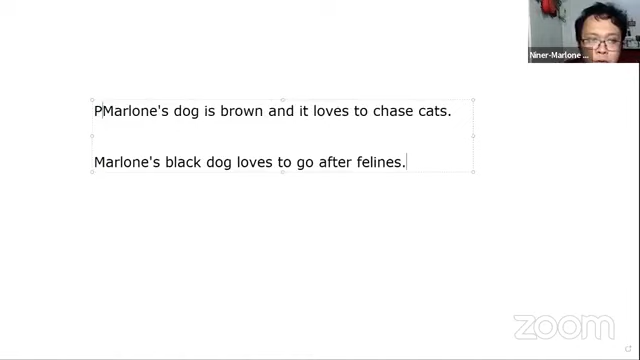 Niner-Marlone ...
PMarlone's dog is brown and it loves to chase cats.
Marlone's black dog loves to go after felines.
zoom